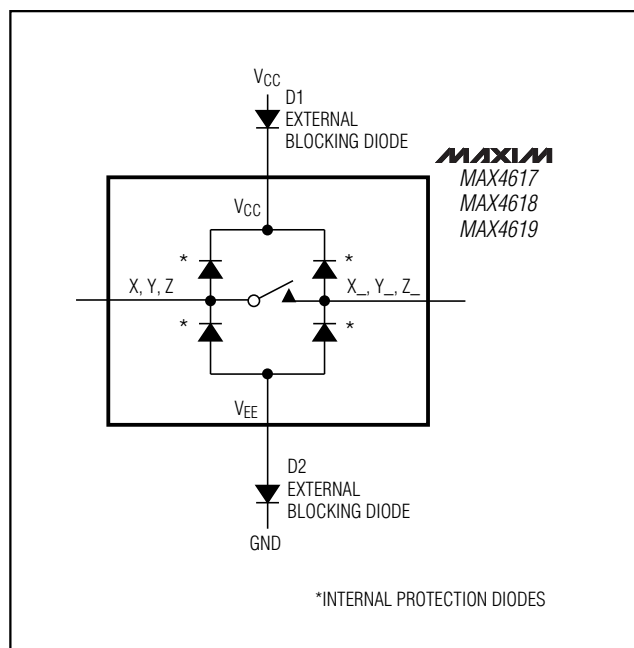 VCC
D1
EXTERNAL
BLOCKING DIODE
MAXIM
MAX4617
MAX4618
MAX4619
VCC
* *
X, Y, Z
X_, Y_, Z_
* *
VEE
D2
EXTERNAL
BLOCKING DIODE
GND
*INTERNAL PROTECTION DIODES